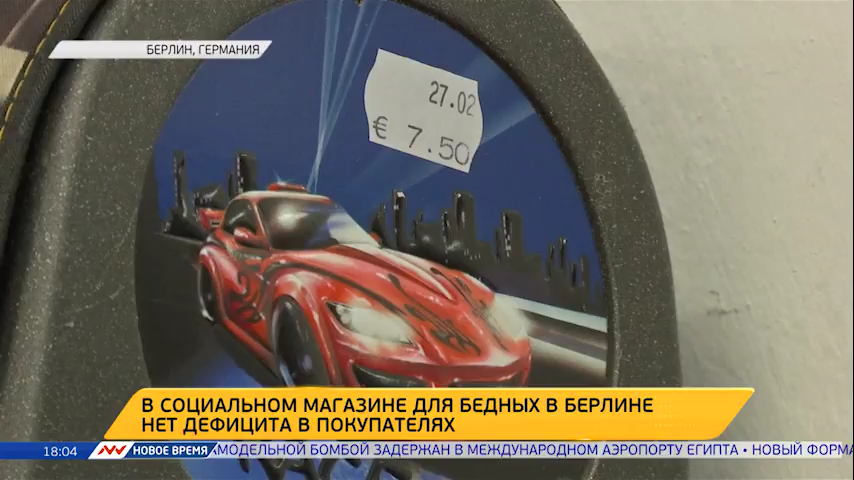 БЕРЛИН, ГЕРМАНИЯ
27.02
€ 7.50
В СОЦИАЛЬНОМ МАГАЗИНЕ ДЛЯ БЕДНЫХ В БЕРЛИНЕ
НЕТ ДЕФИЦИТА В ПОКУПАТЕЛЯХ
18:04 НОВОЕ ВРЕМЯ АМОДЕЛЬНОЙ БОМБОЙ ЗАДЕРЖАН В МЕЖДУНАРОДНОМ АЭРОПОРТУ ЕГИПТА • НОВЫЙ ФОРМА